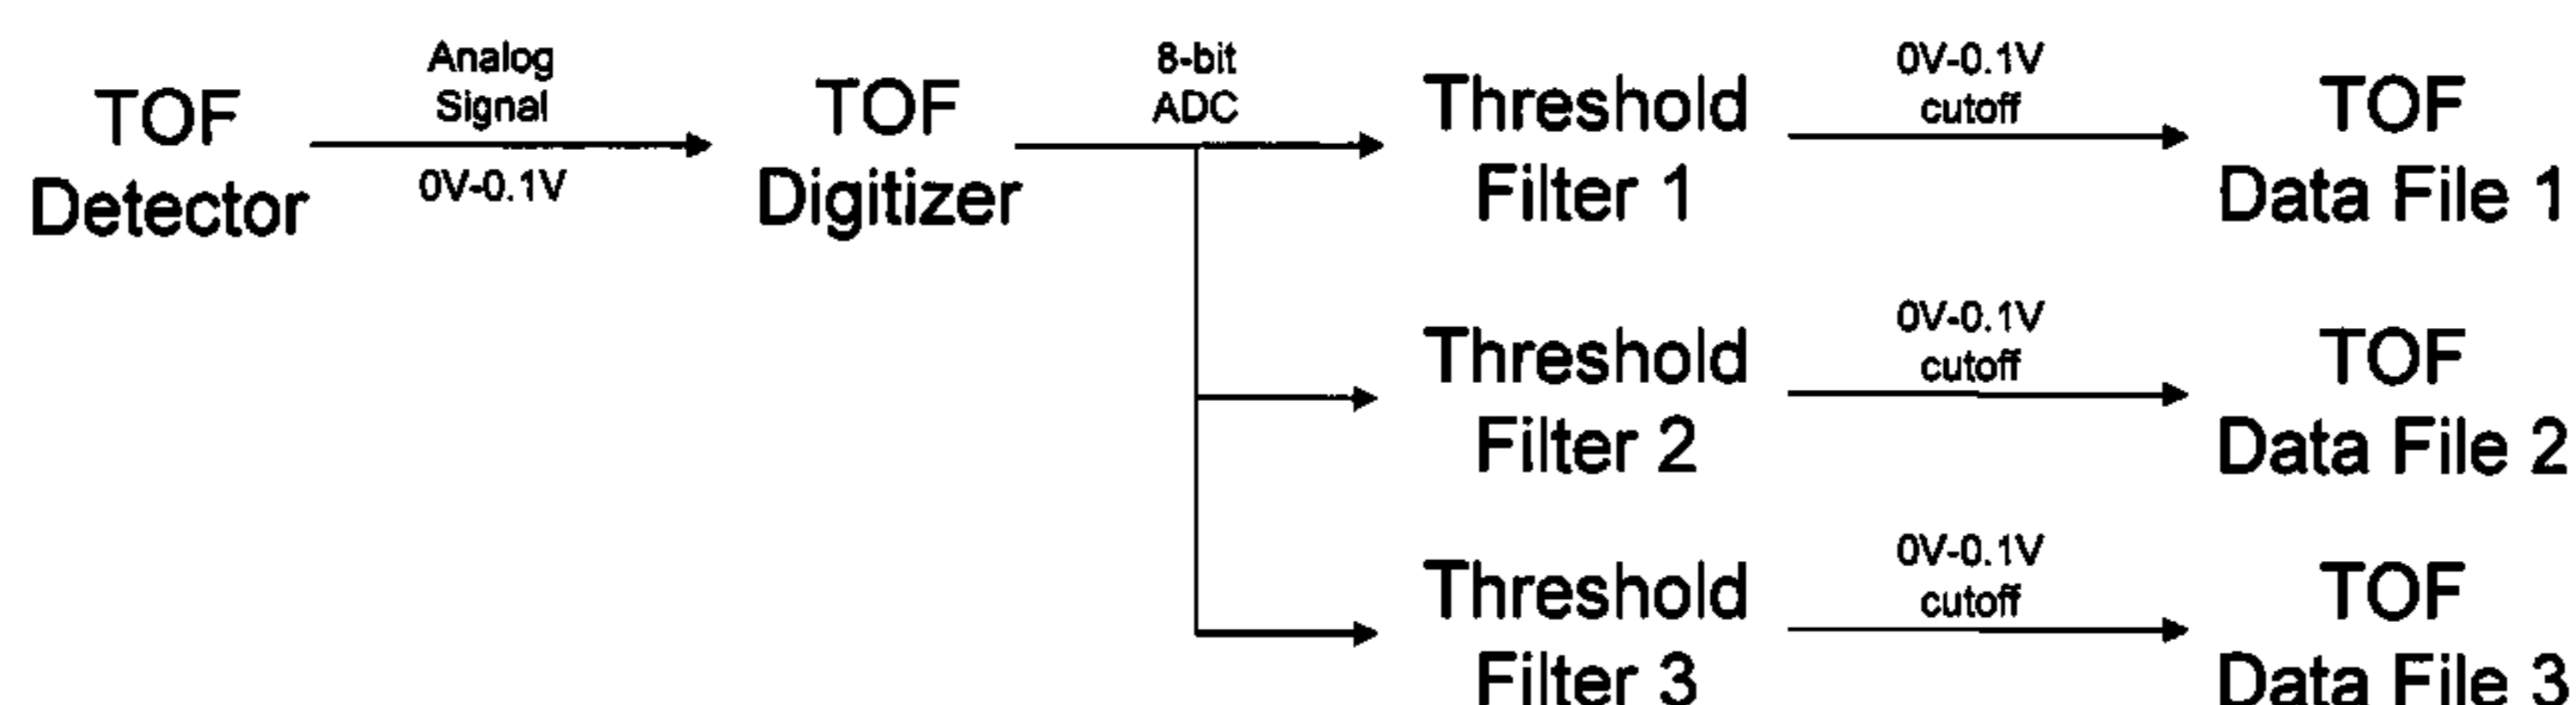 TOF
Detector
Analog
Signal
0V-0.1V
TOF
Digitizer
8-bit
ADC
Threshold
Filter 1
0V-0.1V
cutoff
TOF
Data File 1
Threshold
Filter 2
0V-0.1V
cutoff
TOF
Data File 2
Threshold
Filter 3
0V-0.1V
cutoff
TOF
Data File 3